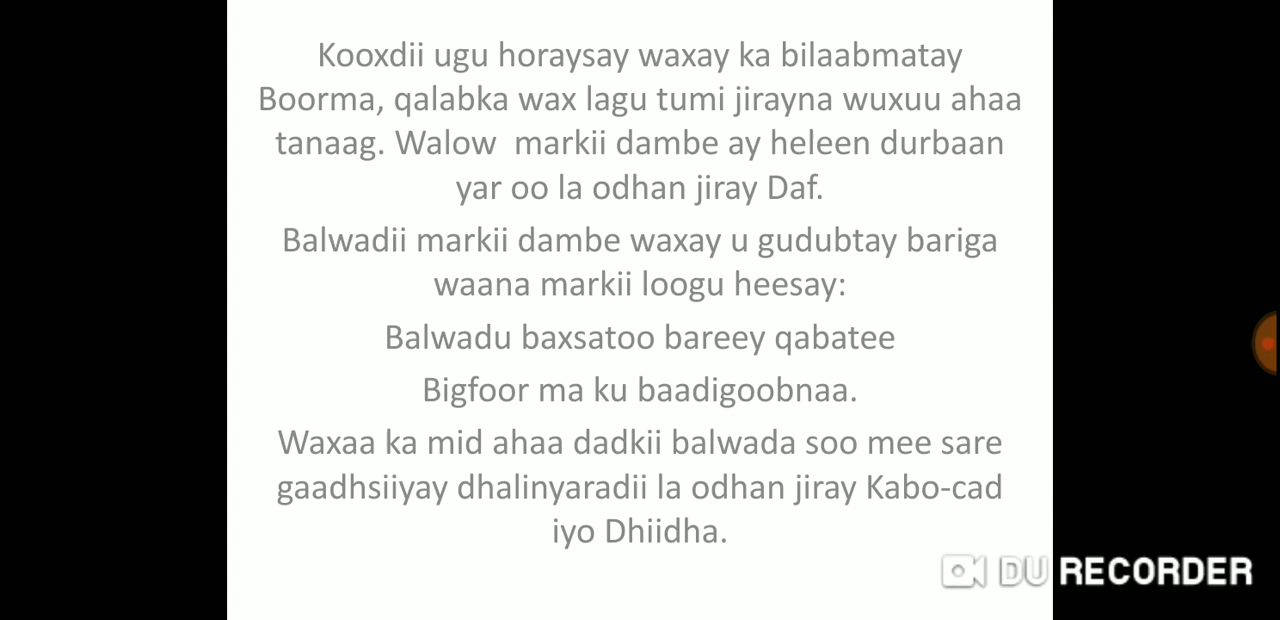 Kooxdii ugu horaysay waxay ka bilaabmatay
Boorma, qalabka wax lagu tumi jirayna wuxuu ahaa
tanaag. Walow markii dambe ay heleen durbaan
yar oo la odhan jiray Daf.
Balwadii markii dambe waxay u gudubtay bariga
waana markii loogu heesay:
Balwadu baxsatoo bareey qabatee
Bigfoor ma ku baadigoobnaa.
Waxaa ka mid ahaa dadkii balwada soo mee sare
gaadhsiiyay dhalinyaradii la odhan jiray Kabo-cad
iyo Dhiidha.
DU RECORDER